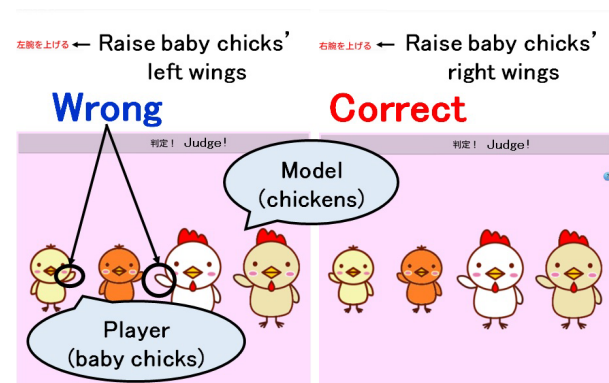 左腕を上げる ← Raise baby chicks'
left wings
Wrong
判定! Judge!
右腕を上げる ← Raise baby chicks'
right wings
Correct
判定! Judge!
Model
(chickens)
Player
(baby chicks)